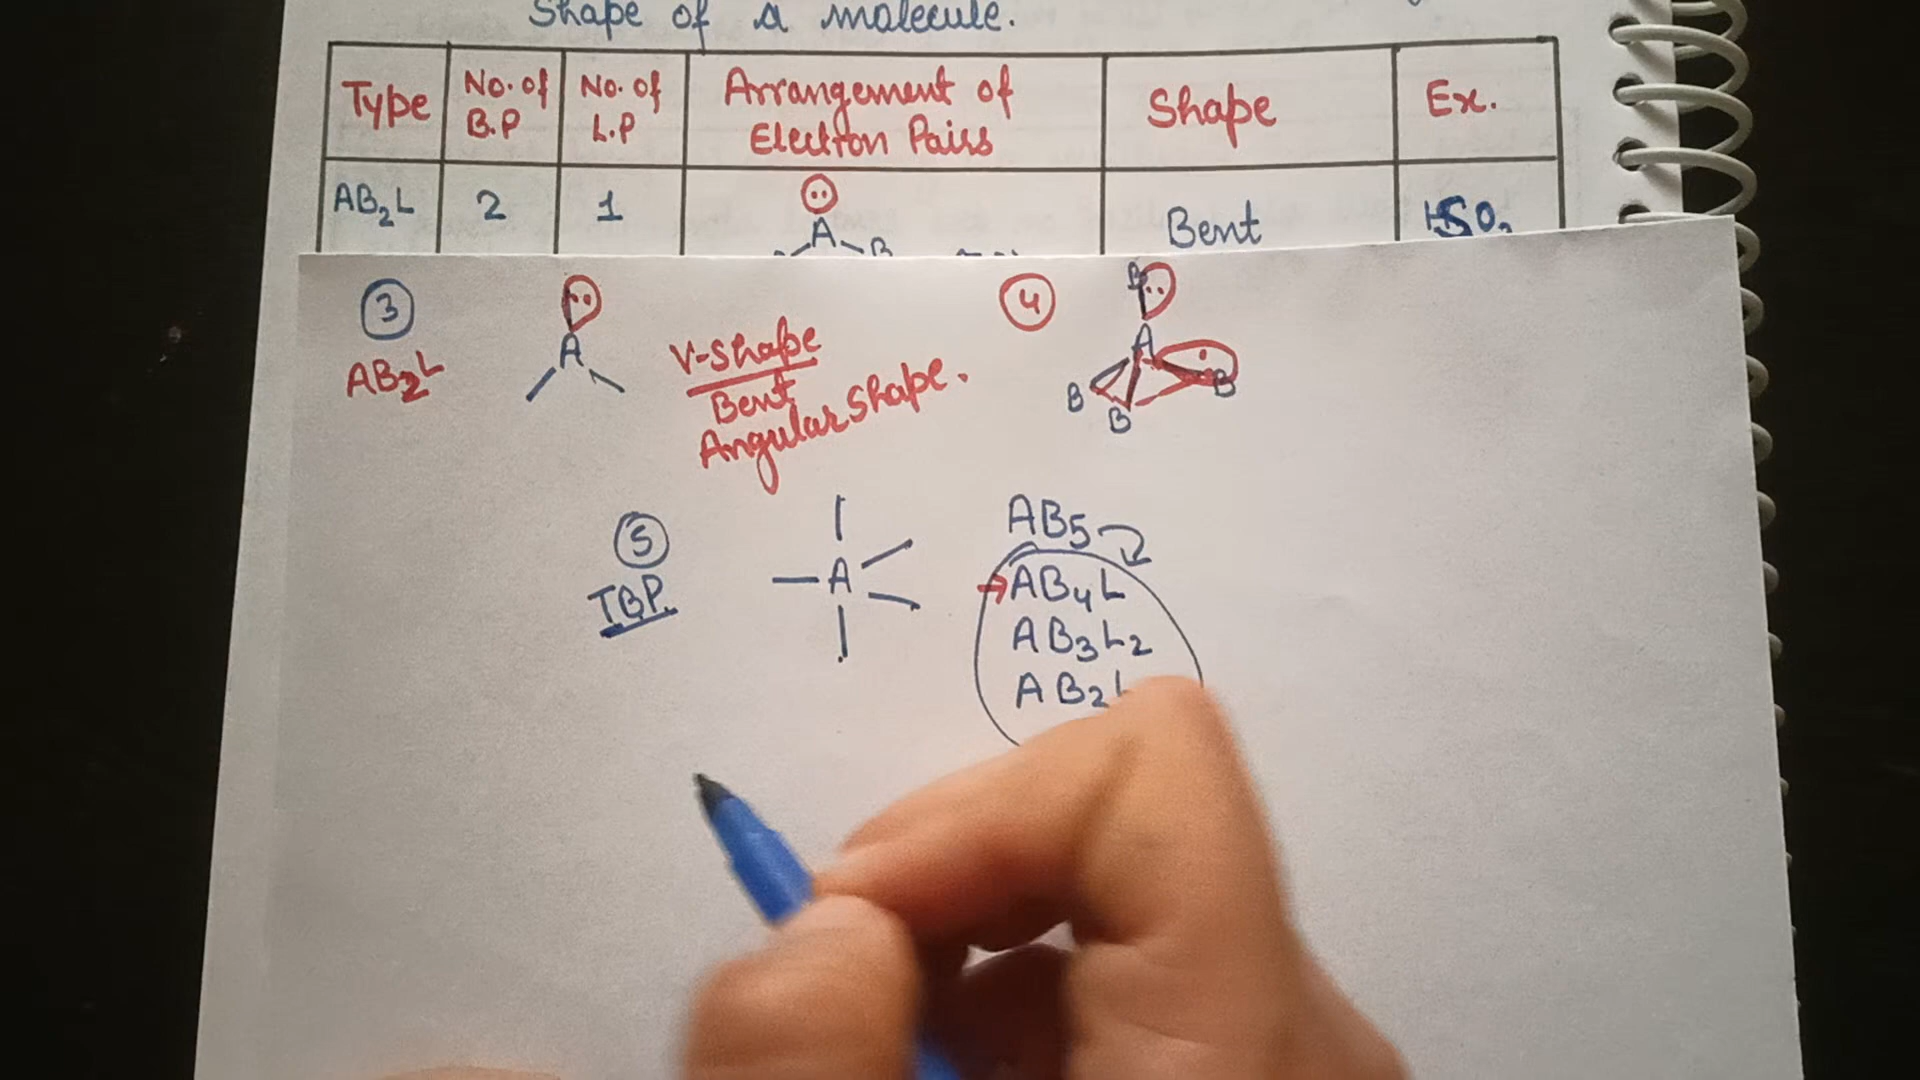 Shape of a molecule.
Type No. of B.P No. of L.P Arrangement of Electron Pairs Shape Ex.
AB2L 2 1 A B Bent SO2
3
AB2L
A
V-Shape
Bent
Angular Shape.
4
B
A
B B B
5
TBP
A
AB5
AB4L
AB3L2
AB2